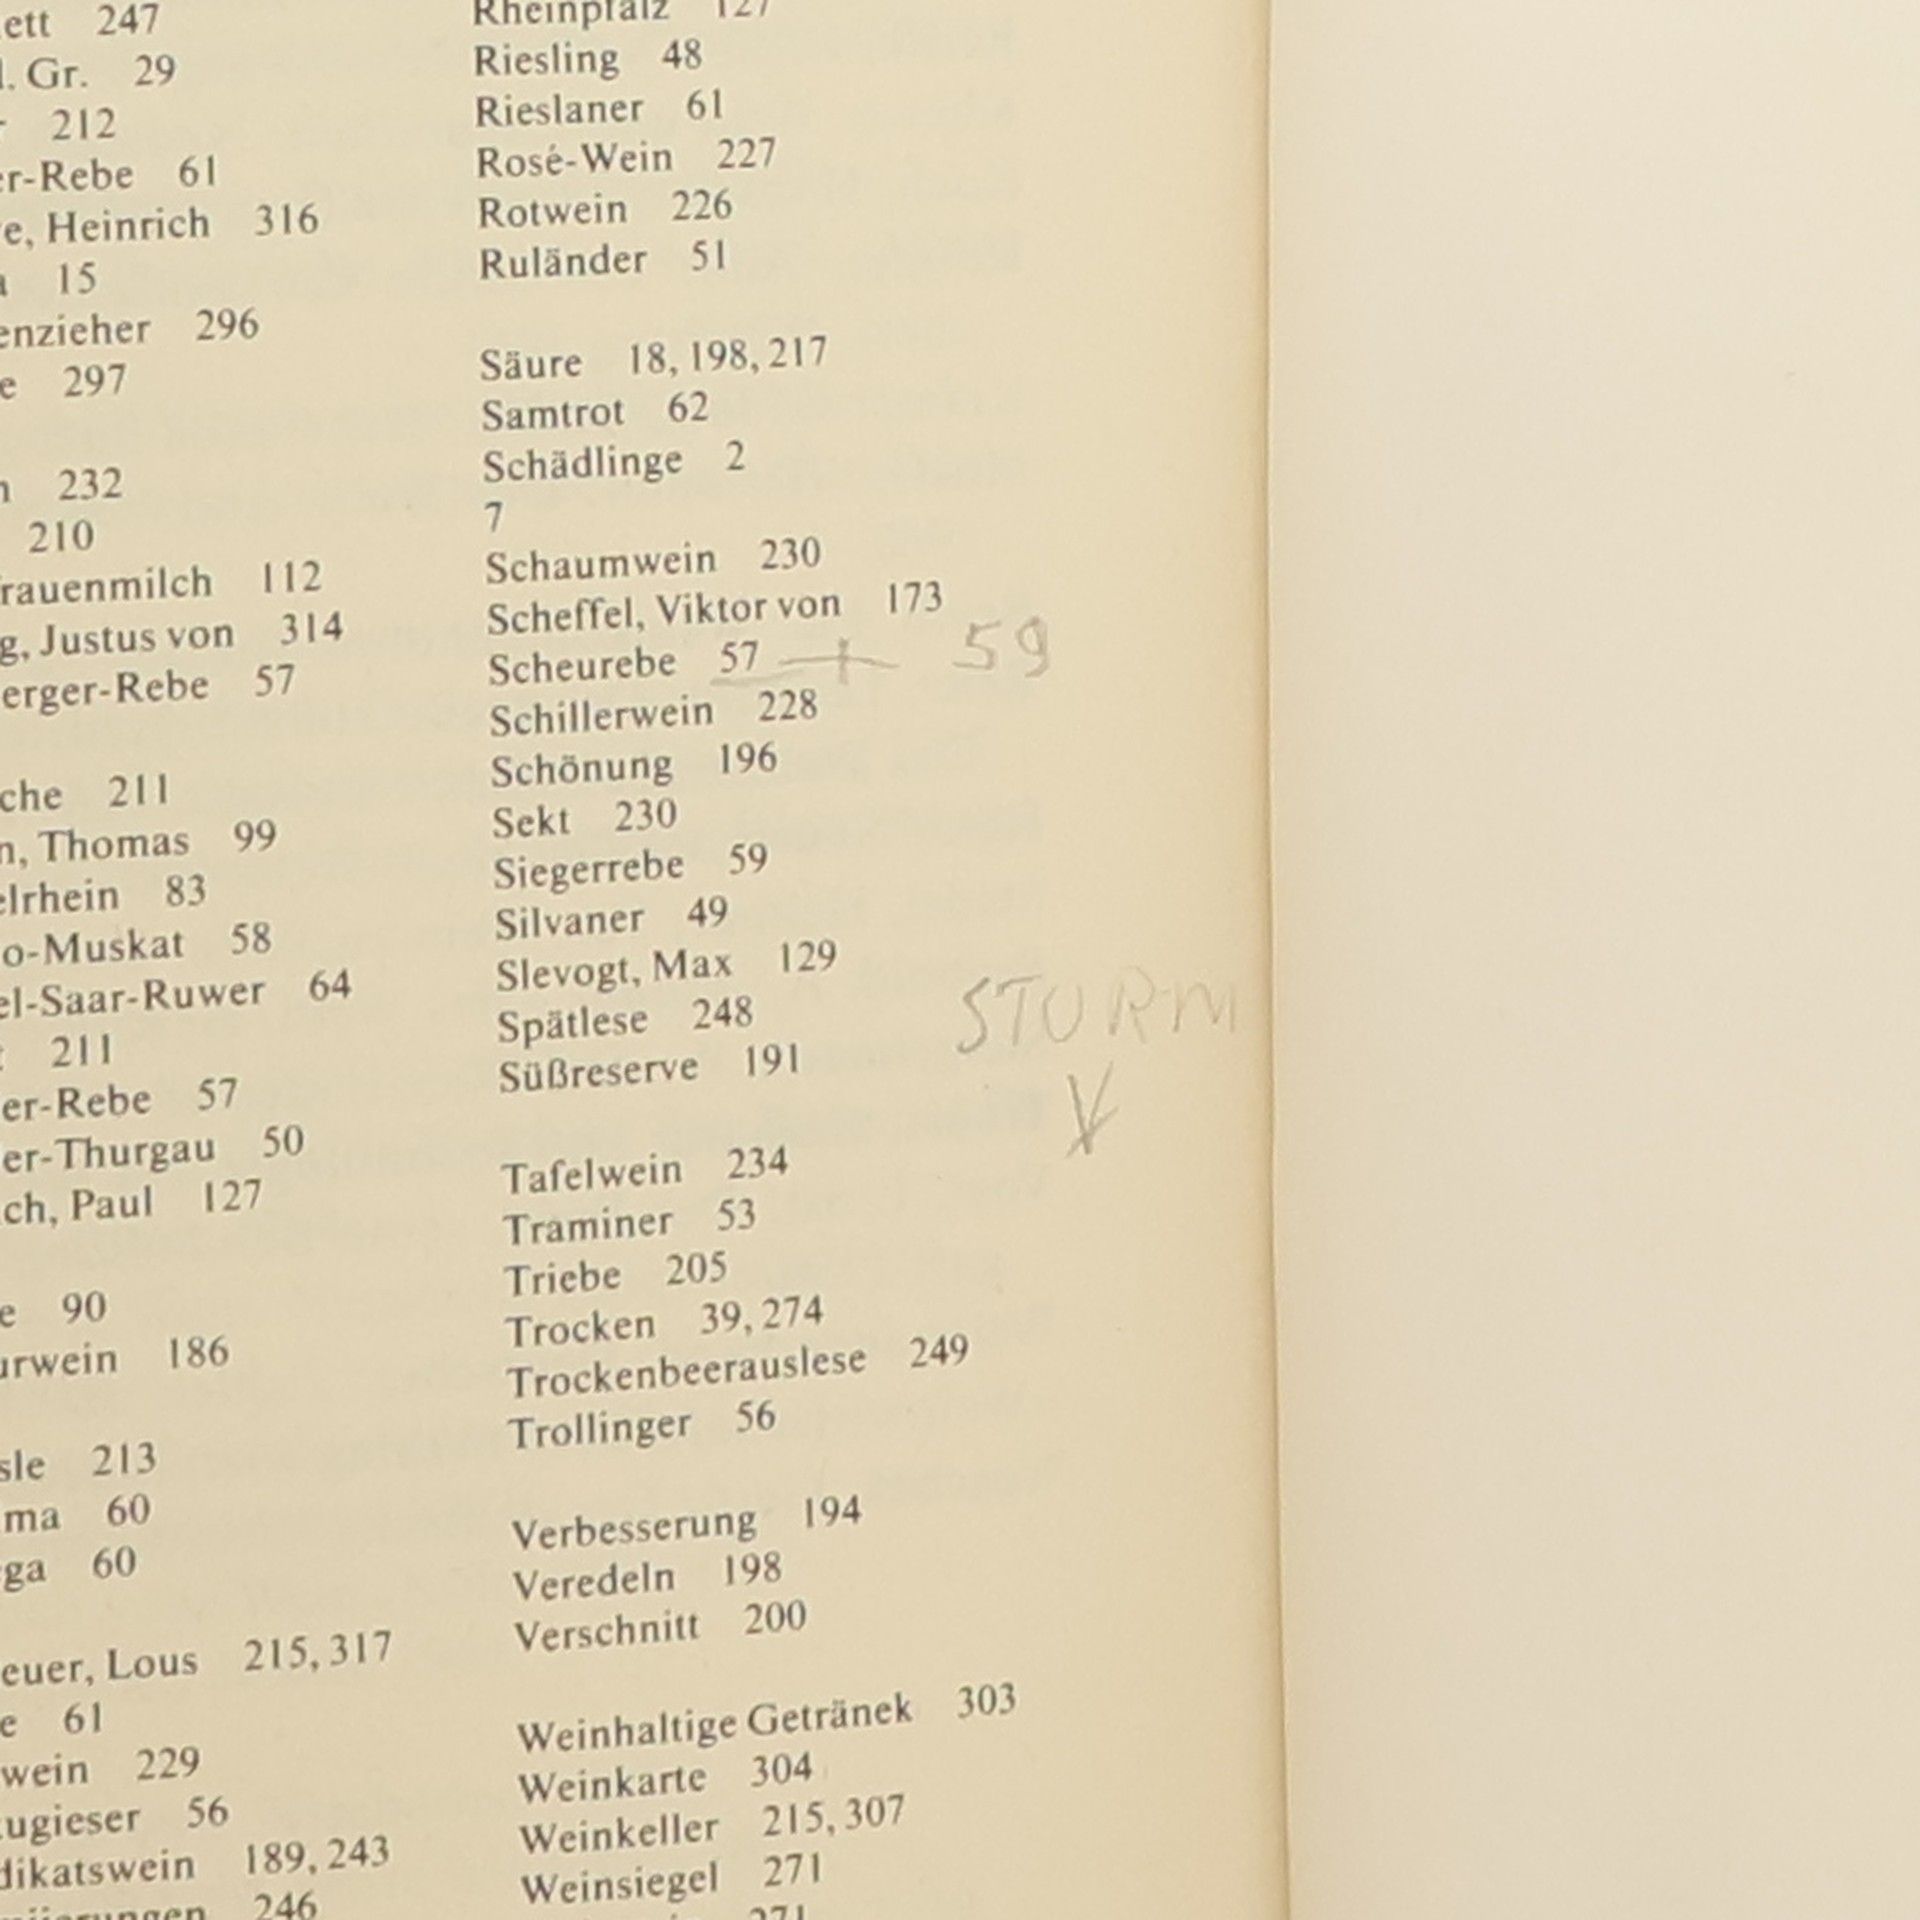 ett 247
l. Gr. 29
212
er-Rebe 61
e, Heinrich 316
a 15
enzieher 296
e 297
n 232
210
rauenmilch 112
g, Justus von 314
erger-Rebe 57
che 211
n, Thomas 99
elrhein 83
o-Muskat 58
el-Saar-Ruwer 64
211
er-Rebe 57
er-Thurgau 50
ch, Paul 127
e 90
urwein 186
sle 213
ma 60
ga 60
euer, Lous 215, 317
e 61
wein 229
ugieser 56
dikatswein 189, 243
246
Rheinpfalz 127
Riesling 48
Rieslaner 61
Rosé-Wein 227
Rotwein 226
Ruländer 51
Säure 18, 198, 217
Samtrot 62
Schädlinge 2
7
Schaumwein 230
Scheffel, Viktor von 173
Scheurebe 57 + 59
Schillerwein 228
Schönung 196
Sekt 230
Siegerrebe 59
Silvaner 49
Slevogt, Max 129
Spätlese 248
STURM
Süßreserve 191
Tafelwein 234
Traminer 53
Triebe 205
Trocken 39, 274
Trockenbeerauslese 249
Trollinger 56
Verbesserung 194
Veredeln 198
Verschnitt 200
Weinhaltige Getränek 303
Weinkarte 304
Weinkeller 215, 307
Weinsiegel 271
271